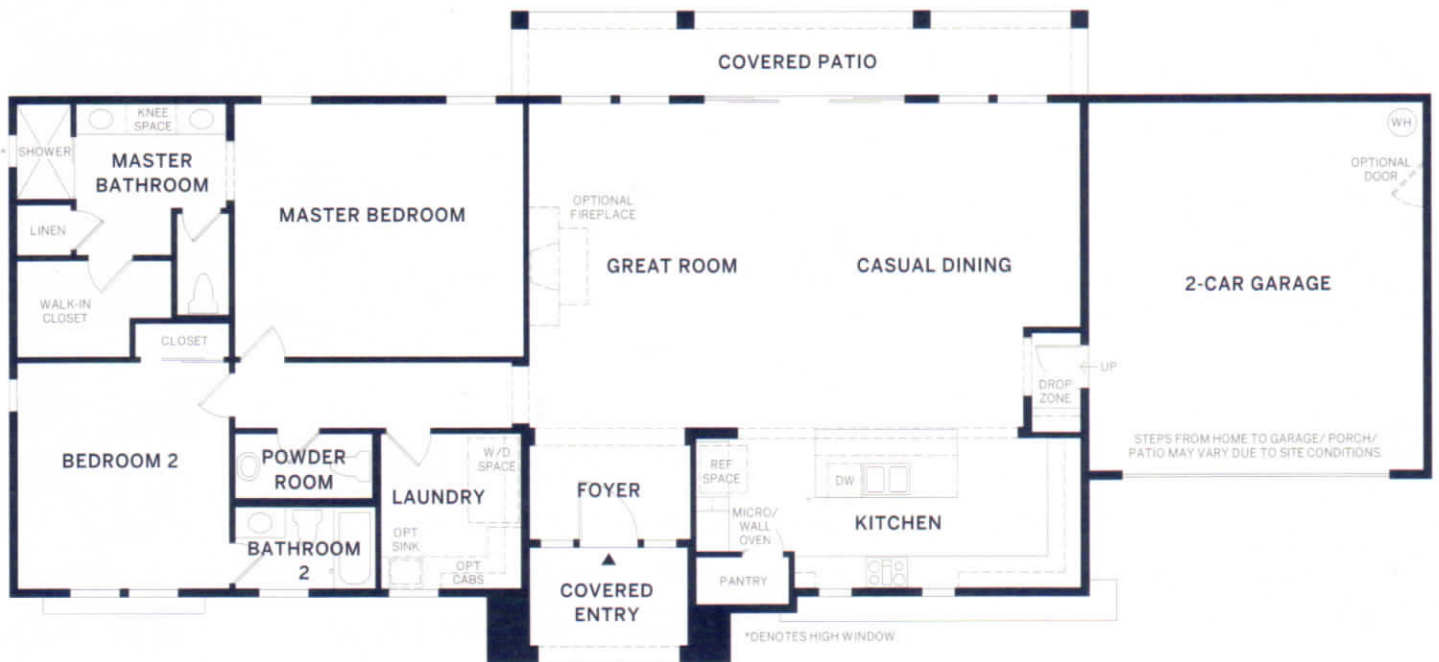 COVERED PATIO
KNEE
SPACE
SHOWER
*
MASTER
BATHROOM
LINEN
WALK-IN
CLOSET
CLOSET
MASTER BEDROOM
OPTIONAL
FIREPLACE
GREAT ROOM
CASUAL DINING
WH
OPTIONAL
DOOR
2-CAR GARAGE
UP
DROP
ZONE
STEPS FROM HOME TO GARAGE/ PORCH/
PATIO MAY VARY DUE TO SITE CONDITIONS.
BEDROOM 2
POWDER
ROOM
BATHROOM
2
W/D
SPACE
LAUNDRY
OPT
SINK
OPT
CABS
FOYER
COVERED
ENTRY
REF
SPACE
DW
MICRO/
WALL
OVEN
KITCHEN
PANTRY
*DENOTES HIGH WINDOW